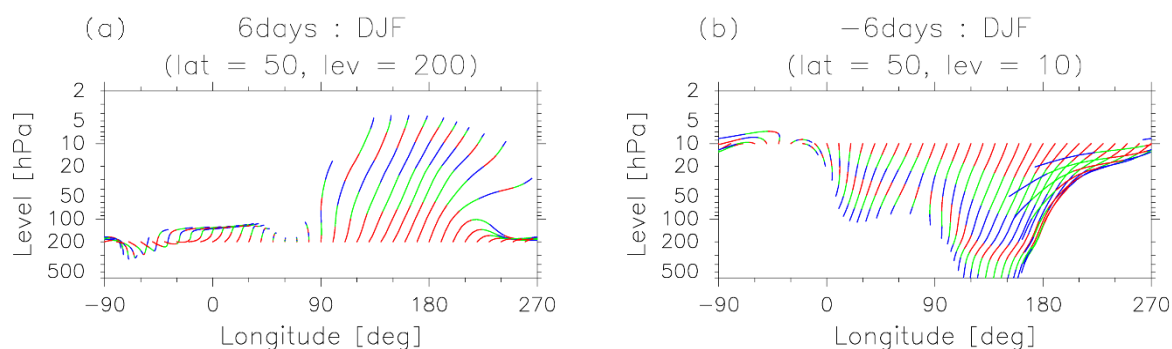 (a) 6days : DJF
(lat = 50, lev = 200)
Level [hPa]
2
5
10
20
50
100
200
500
−90 0 90 180 270
Longitude [deg]
(b) −6days : DJF
(lat = 50, lev = 10)
Level [hPa]
2
5
10
20
50
100
200
500
−90 0 90 180 270
Longitude [deg]